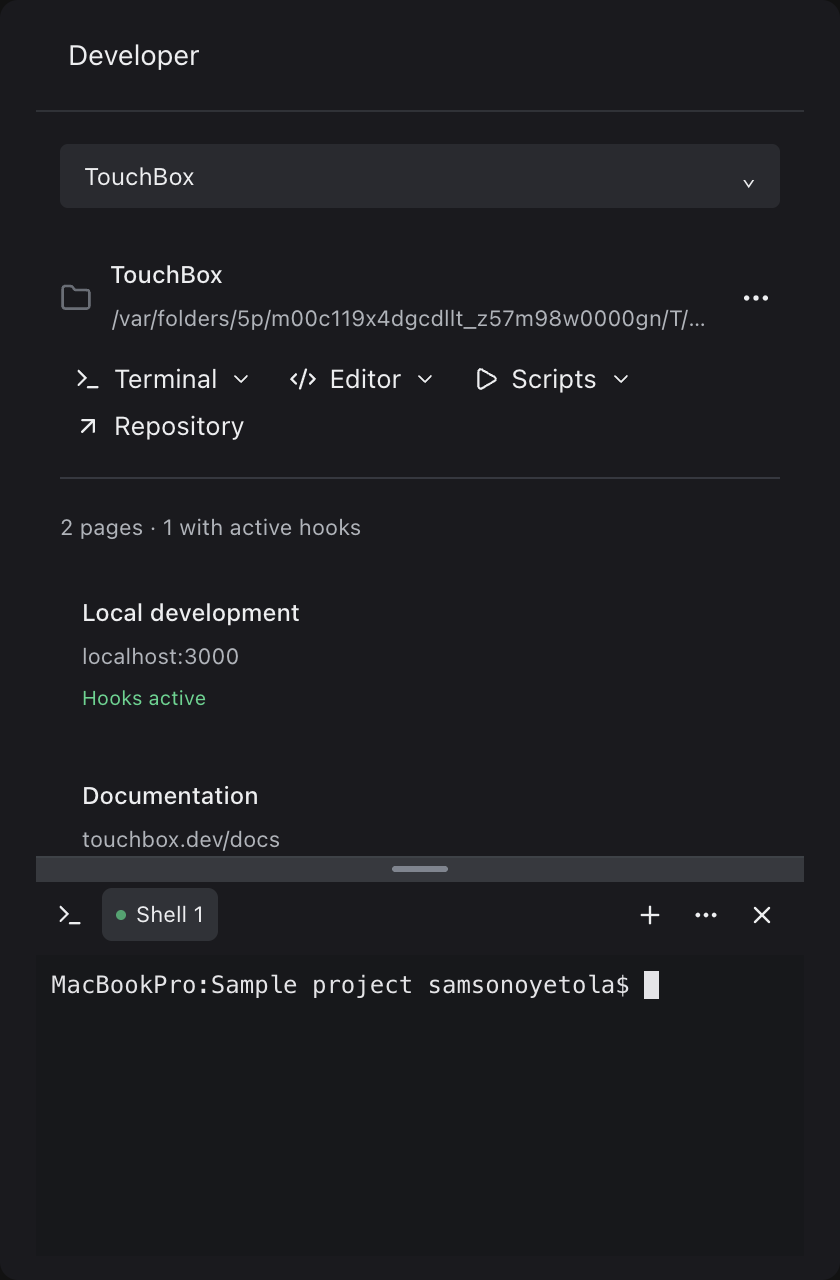 Developer
TouchBox
TouchBox
/var/folders/5p/m00c119x4dgcdllt_z57m98w0000gn/T/...
Terminal Editor Scripts
Repository
2 pages · 1 with active hooks
Local development
localhost:3000
Hooks active
Documentation
touchbox.dev/docs
Shell 1
MacBookPro:Sample project samsonoyetola$